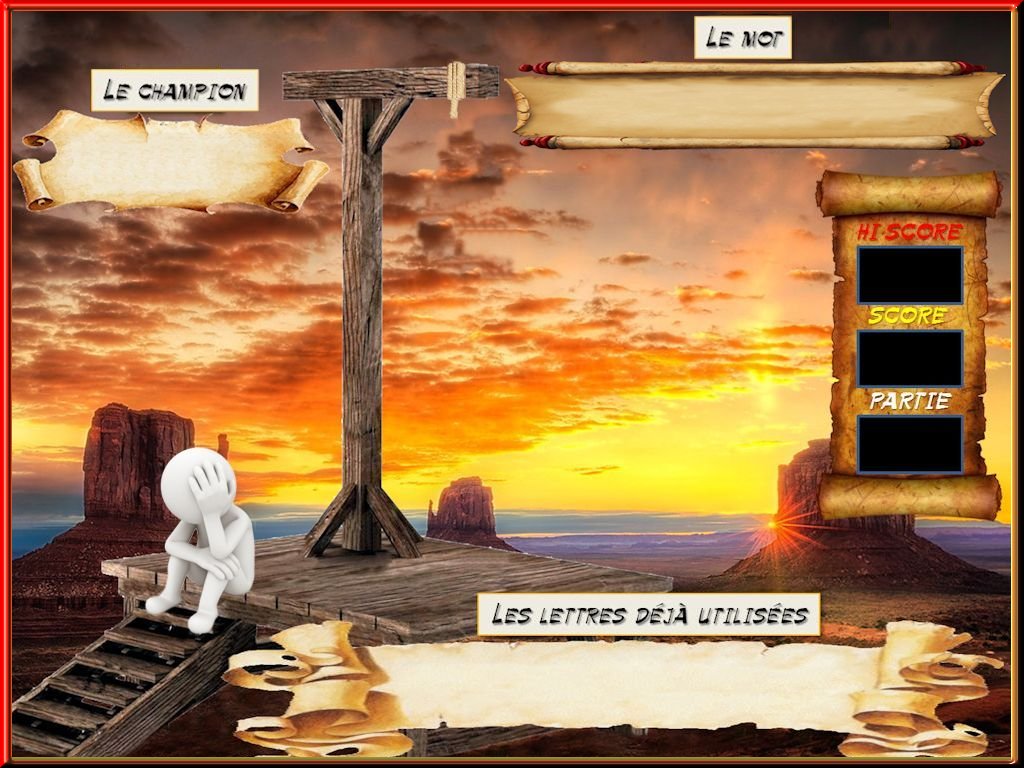 Le mot
Le champion
Hi-Score
Score
Partie
Les lettres déjà utilisées